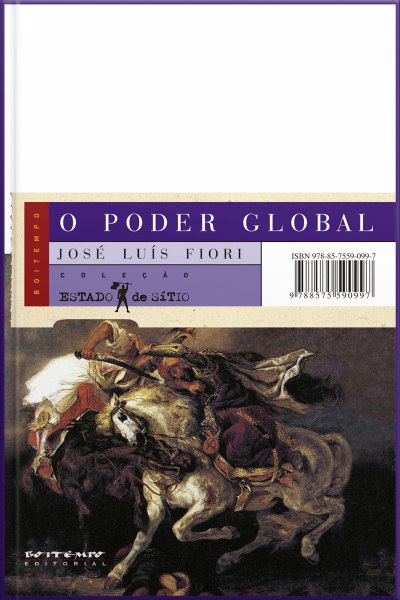 BOITEMPO
O PODER GLOBAL
JOSÉ LUÍS FIORI
COLEÇÃO
ESTADO de SÍTIO
ISBN 978-85-7559-099-7
9 788575 590997
BOITEMPO
EDITORIAL